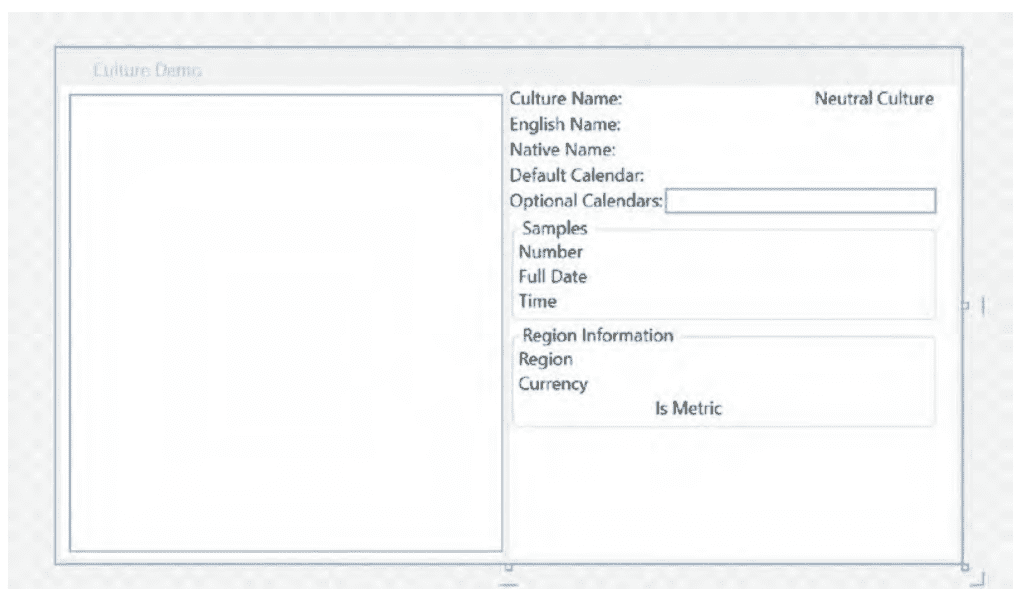 Culture Demo
Culture Name: Neutral Culture
English Name:
Native Name:
Default Calendar:
Optional Calendars:
Samples
Number
Full Date
Time
Region Information
Region
Currency
Is Metric